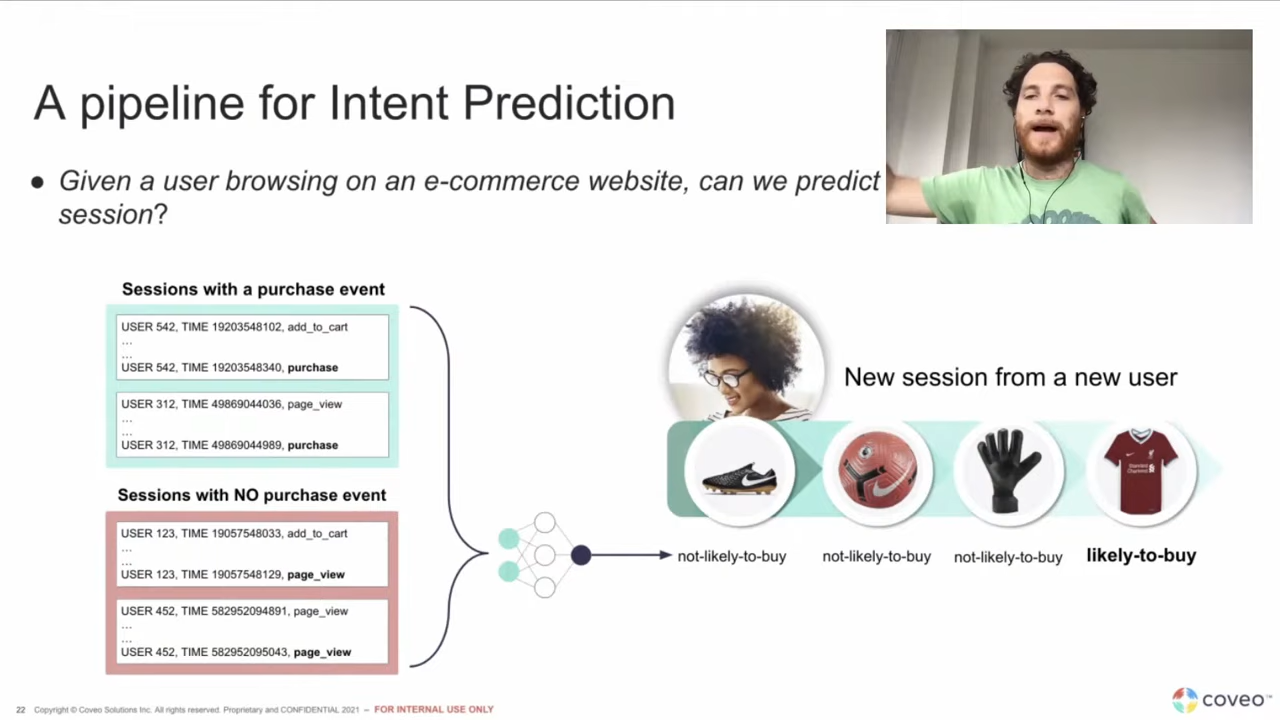 A pipeline for Intent Prediction
● Given a user browsing on an e-commerce website, can we predict
session?
Sessions with a purchase event
USER 542, TIME 19203548102, add_to_cart
...
...
USER 542, TIME 19203548340, purchase
USER 312, TIME 49869044036, page_view
...
...
USER 312, TIME 49869044989, purchase
Sessions with NO purchase event
USER 123, TIME 19057548033, add_to_cart
...
...
USER 123, TIME 19057548129, page_view
USER 452, TIME 582952094891, page_view
...
...
USER 452, TIME 582952095043, page_view
New session from a new user
Standard
Chartered
not-likely-to-buy
not-likely-to-buy
not-likely-to-buy
likely-to-buy
22 Copyright © Coveo Solutions Inc. All rights reserved. Proprietary and CONFIDENTIAL 2021 – FOR INTERNAL USE ONLY
coveo™